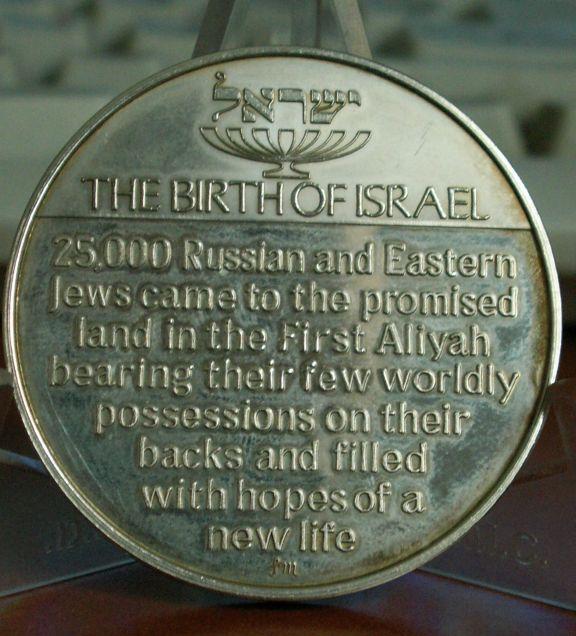 ישראל
THE BIRTH OF ISRAEL
25,000 Russian and Eastern
Jews came to the promised
land in the First Aliyah
bearing their few worldly
possessions on their
backs and filled
with hopes of a
new life
fm